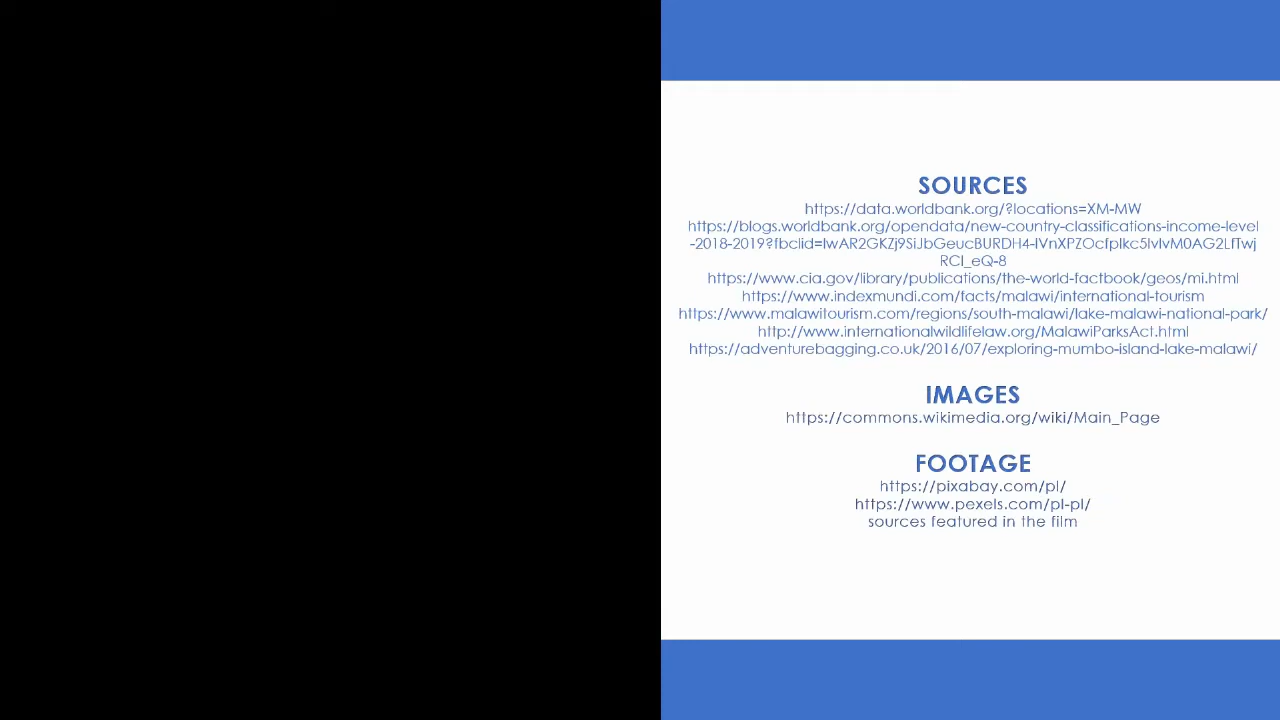 SOURCES
https://data.worldbank.org/?locations=XM-MW
https://blogs.worldbank.org/opendata/new-country-classifications-income-level
-2018-2019?fbclid=IwAR2GKZj9SiJbGeucBURDH4-lVnXPZOcfpIkc5IvIvM0AG2LfTwj
RCl_eQ-8
https://www.cia.gov/library/publications/the-world-factbook/geos/mi.html
https://www.indexmundi.com/facts/malawi/international-tourism
https://www.malawitourism.com/regions/south-malawi/lake-malawi-national-park/
http://www.internationalwildlifelaw.org/MalawiParksAct.html
https://adventurebagging.co.uk/2016/07/exploring-mumbo-island-lake-malawi/
IMAGES
https://commons.wikimedia.org/wiki/Main_Page
FOOTAGE
https://pixabay.com/pl/
https://www.pexels.com/pl-pl/
sources featured in the film